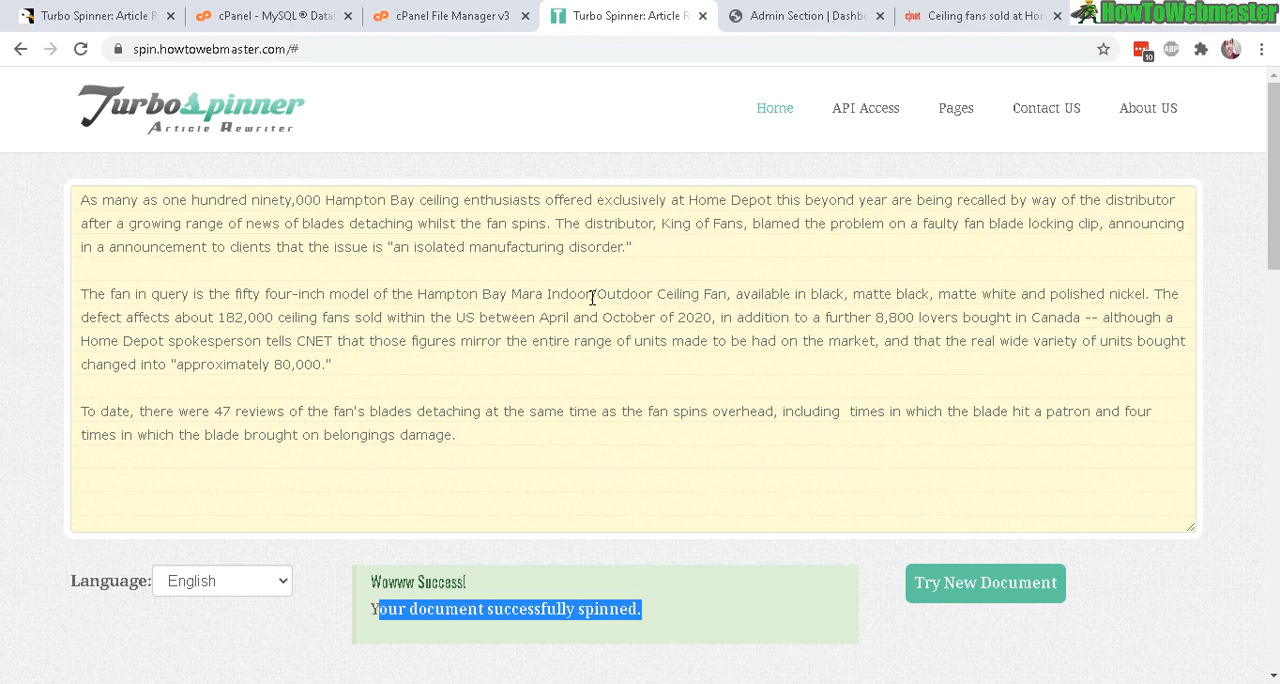 Turbo Spinner: Article R
cPanel - MySQL® Data
cPanel File Manager v3
Turbo Spinner: Article R
Admin Section | Dashb
Ceiling fans sold at Hom
HowToWebmaster
spin.howtowebmaster.com/#
10
ABP
TurboSpinner
Article Rewriter
Home
API Access
Pages
Contact US
About US
As many as one hundred ninety,000 Hampton Bay ceiling enthusiasts offered exclusively at Home Depot this beyond year are being recalled by way of the distributor
after a growing range of news of blades detaching whilst the fan spins. The distributor, King of Fans, blamed the problem on a faulty fan blade locking clip, announcing
in a announcement to clients that the issue is "an isolated manufacturing disorder."
The fan in query is the fifty four-inch model of the Hampton Bay Mara Indoor/Outdoor Ceiling Fan, available in black, matte black, matte white and polished nickel. The
defect affects about 182,000 ceiling fans sold within the US between April and October of 2020, in addition to a further 8,800 lovers bought in Canada -- although a
Home Depot spokesperson tells CNET that those figures mirror the entire range of units made to be had on the market, and that the real wide variety of units bought
changed into "approximately 80,000."
To date, there were 47 reviews of the fan's blades detaching at the same time as the fan spins overhead, including  times in which the blade hit a patron and four
times in which the blade brought on belongings damage.
Language:
English
Wowww Success!
Your document successfully spinned.
Try New Document